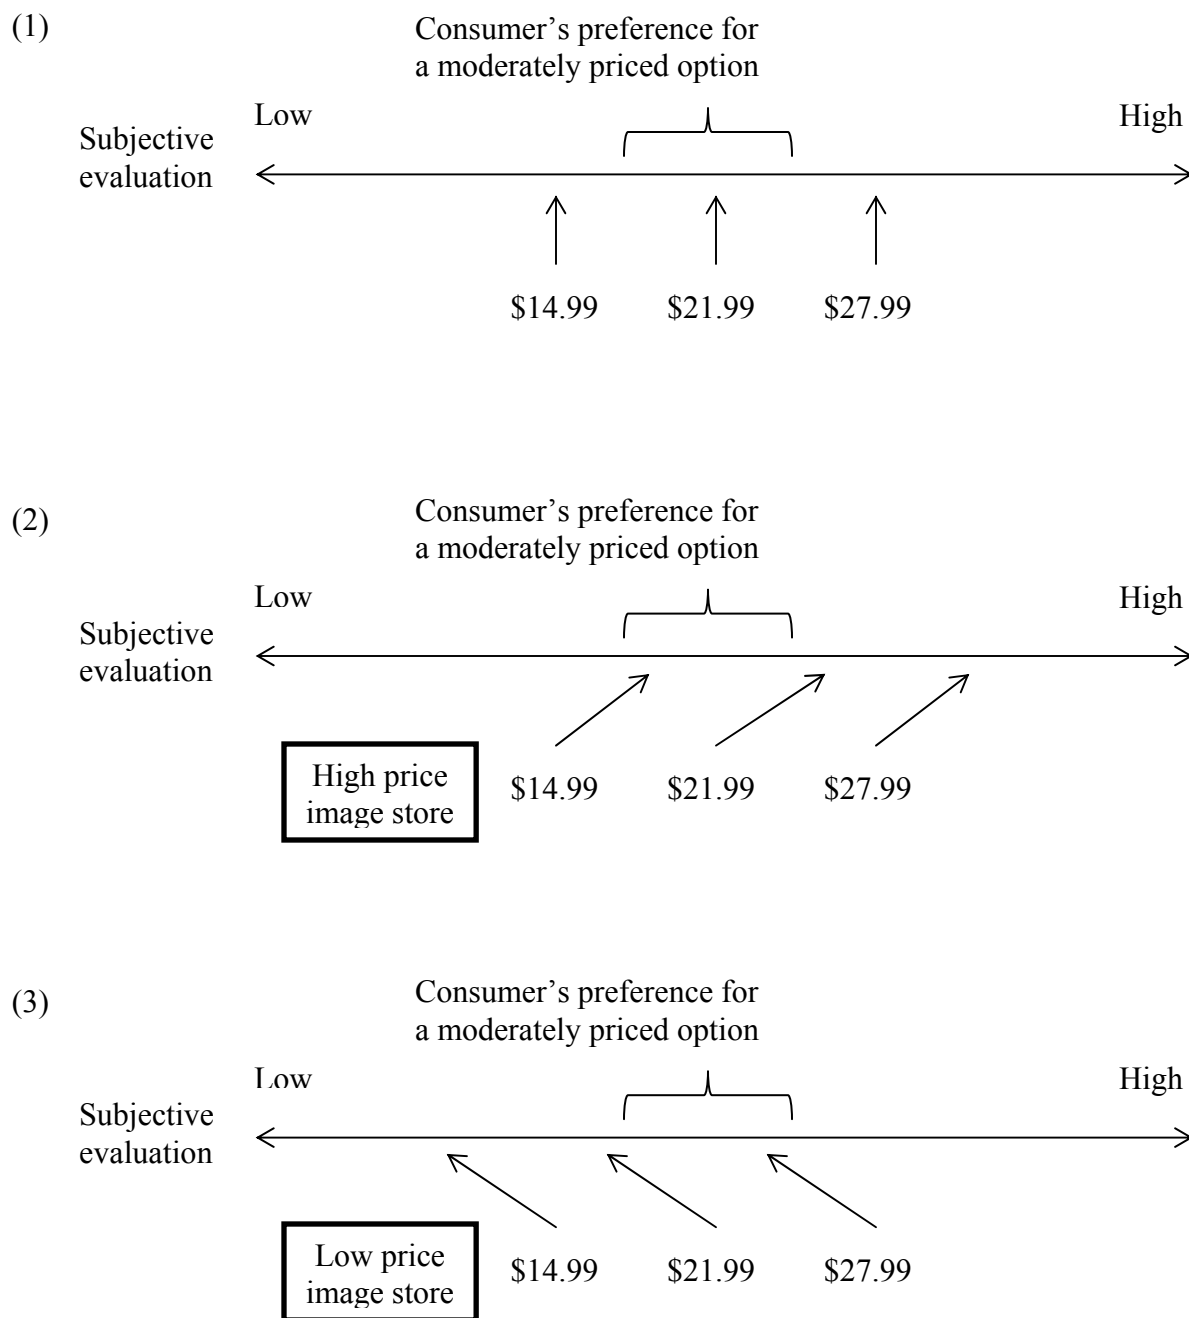 (1)
Consumer’s preference for
a moderately priced option
Low
High
Subjective
evaluation
$14.99 $21.99 $27.99
(2)
Consumer’s preference for
a moderately priced option
Low
High
Subjective
evaluation
High price
image store
$14.99 $21.99 $27.99
(3)
Consumer’s preference for
a moderately priced option
Low
High
Subjective
evaluation
Low price
image store
$14.99 $21.99 $27.99